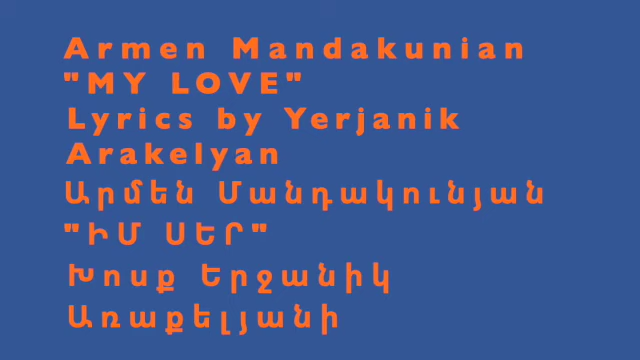 Armen Mandakunian
"MY LOVE"
Lyrics by Yerjanik
Arakelyan
Արմեն Մանդակունյան
"ԻՄ ՍԵՐ"
Խոսք Երջանիկ
Առաքելյանի